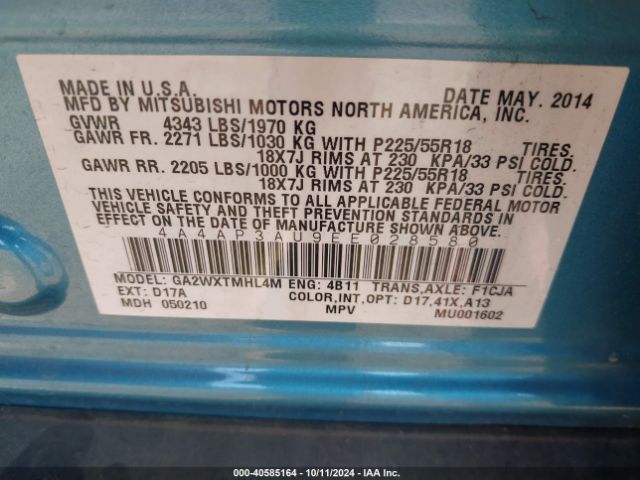 MADE IN U.S.A. DATE MAY. 2014
MFD BY MITSUBISHI MOTORS NORTH AMERICA, INC.
GVWR 4343 LBS/1970 KG
GAWR FR. 2271 LBS/1030 KG WITH P225/55R18 TIRES.
18X7J RIMS AT 230 KPA/33 PSI COLD.
GAWR RR. 2205 LBS/1000 KG WITH P225/55R18 TIRES.
18X7J RIMS AT 230 KPA/33 PSI COLD.
THIS VEHICLE CONFORMS TO ALL APPLICABLE FEDERAL MOTOR
VEHICLE SAFETY AND THEFT PREVENTION STANDARDS IN
EFFECT ON THE DATE OF MANUFACTURE SHOWN ABOVE.
4A4AP3AU9EE028580
MODEL: GA2WXTMHL4M ENG: 4B11 TRANS,AXLE: F1CJA
EXT: D17A COLOR,INT,OPT: D17,41X,A13
MDH 050210 MPV MU001602
000-40585164 - 10/11/2024 - IAA Inc.